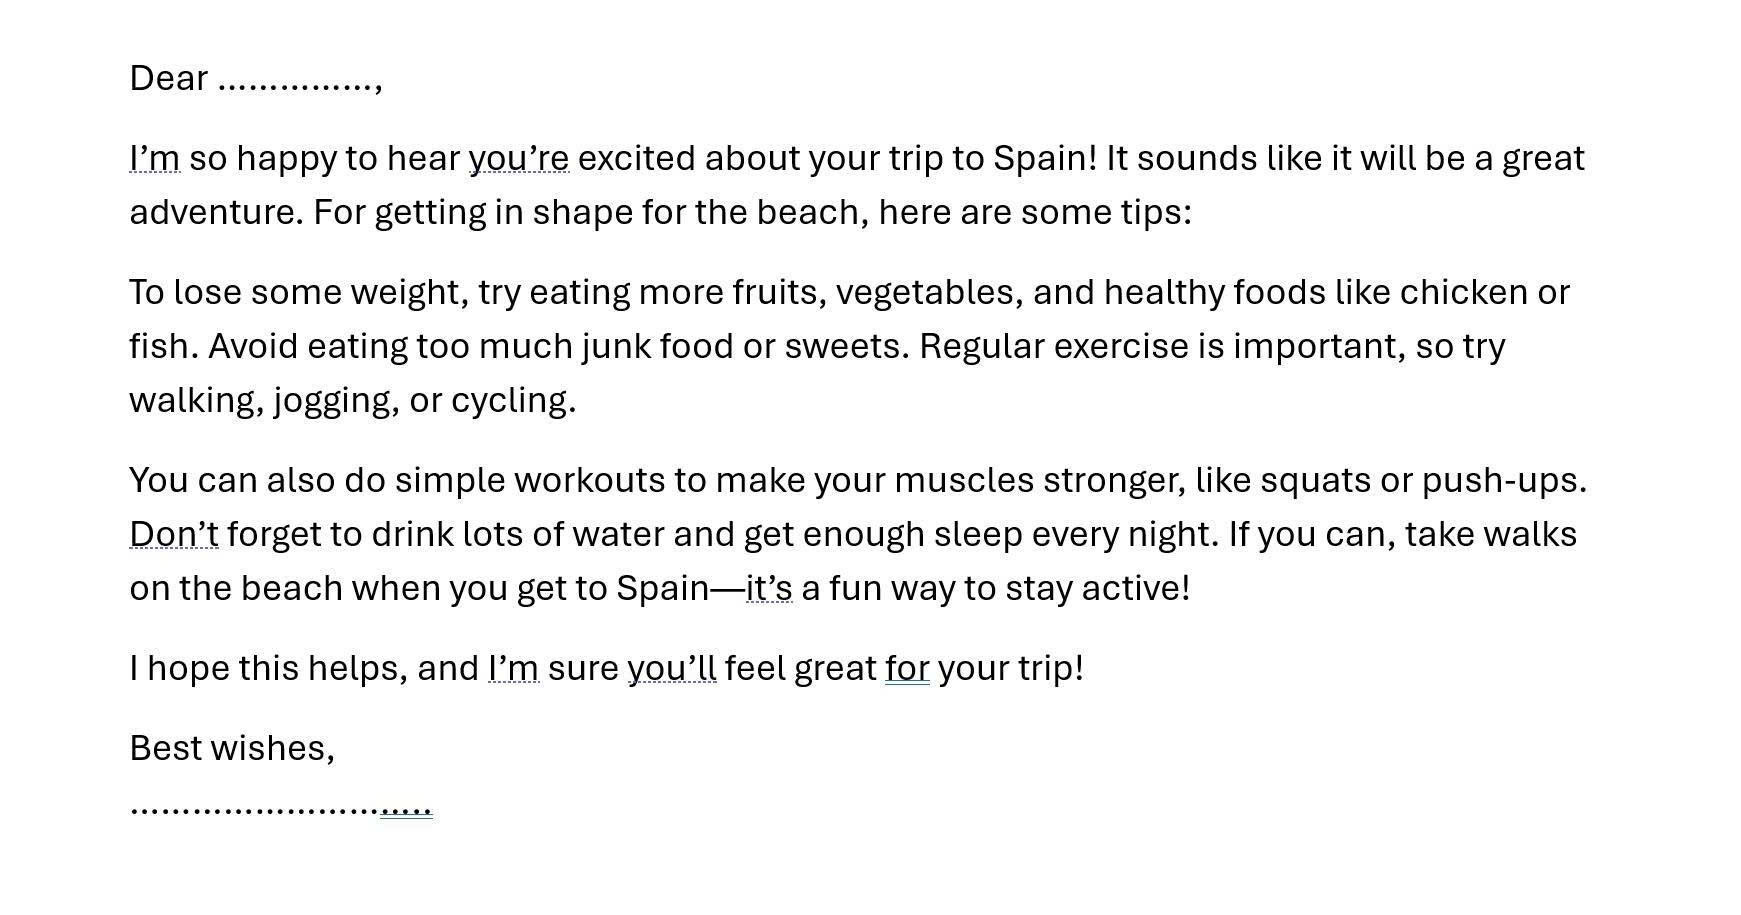 Dear ……………,
I’m so happy to hear you’re excited about your trip to Spain! It sounds like it will be a great
adventure. For getting in shape for the beach, here are some tips:
To lose some weight, try eating more fruits, vegetables, and healthy foods like chicken or
fish. Avoid eating too much junk food or sweets. Regular exercise is important, so try
walking, jogging, or cycling.
You can also do simple workouts to make your muscles stronger, like squats or push-ups.
Don’t forget to drink lots of water and get enough sleep every night. If you can, take walks
on the beach when you get to Spain—it’s a fun way to stay active!
I hope this helps, and I’m sure you’ll feel great for your trip!
Best wishes,
…………………………..